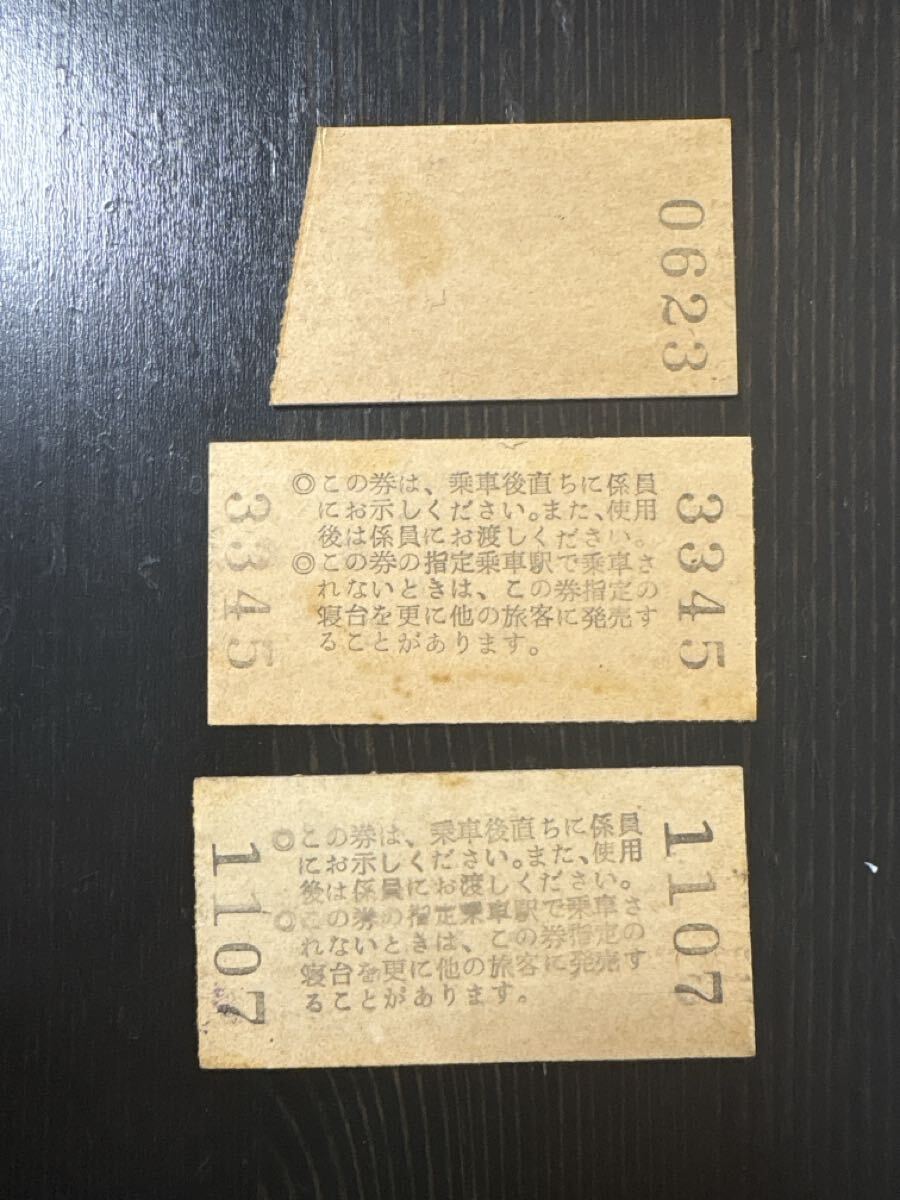 0623
3345
◎この券は、乗車後直ちに係員
にお示しください。また、使用
後は係員にお渡しください。
◎この券の指定乗車駅で乗車さ
れないときは、この券指定の
寝台を更に他の旅客に発売す
ることがあります。
3345
1107
◎この券は、乗車後直ちに係員
にお示しください。また、使用
後は係員にお渡しください。
◎この券の指定乗車駅で乗車さ
れないときは、この券指定の
寝台を更に他の旅客に発売す
ることがあります。
1107